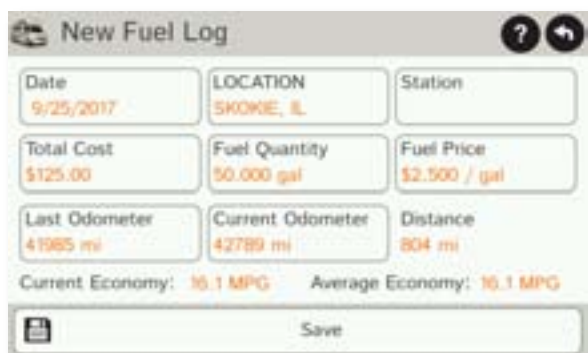 New Fuel Log
?
Date LOCATION Station
9/25/2017 SKOKIE, IL
Total Cost Fuel Quantity Fuel Price
$125.00 50.000 gal $2.500 / gal
Last Odometer Current Odometer Distance
41985 mi 42789 mi 804 mi
Current Economy: 16.1 MPG Average Economy: 16.1 MPG
Save